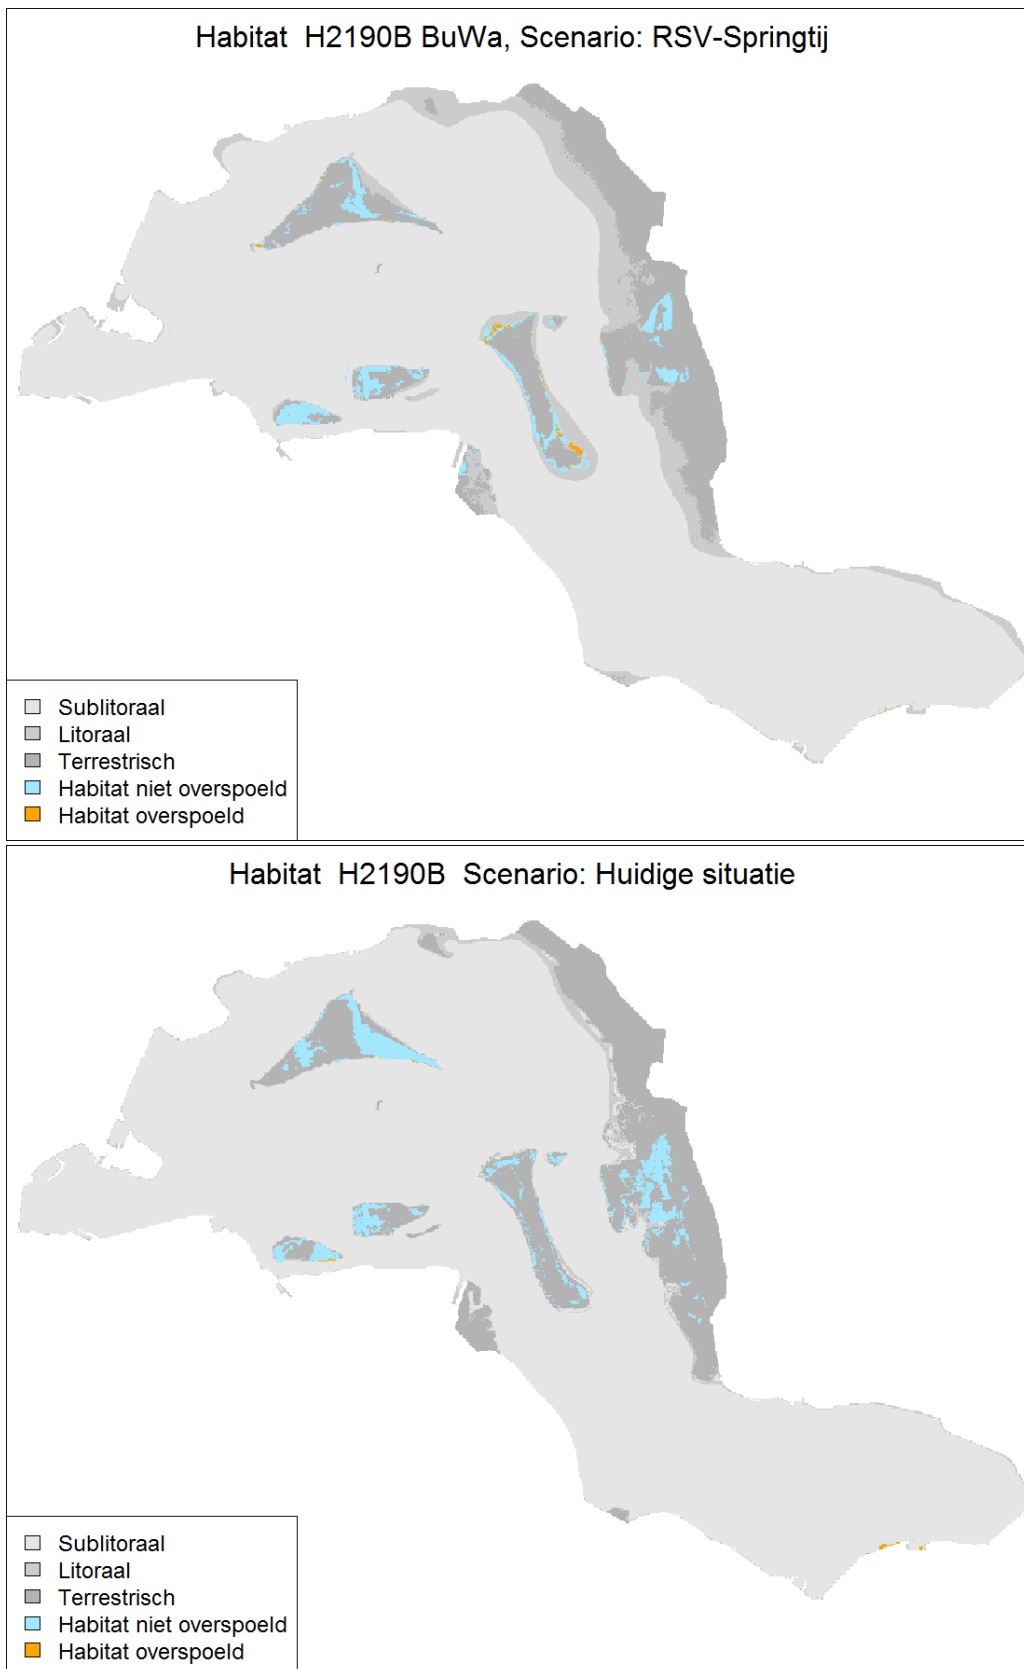 Habitat  H2190B BuWa, Scenario: RSV-Springtij
Sublitoraal
Litoraal
Terrestrisch
Habitat niet overspoeld
Habitat overspoeld
Habitat  H2190B  Scenario: Huidige situatie
Sublitoraal
Litoraal
Terrestrisch
Habitat niet overspoeld
Habitat overspoeld